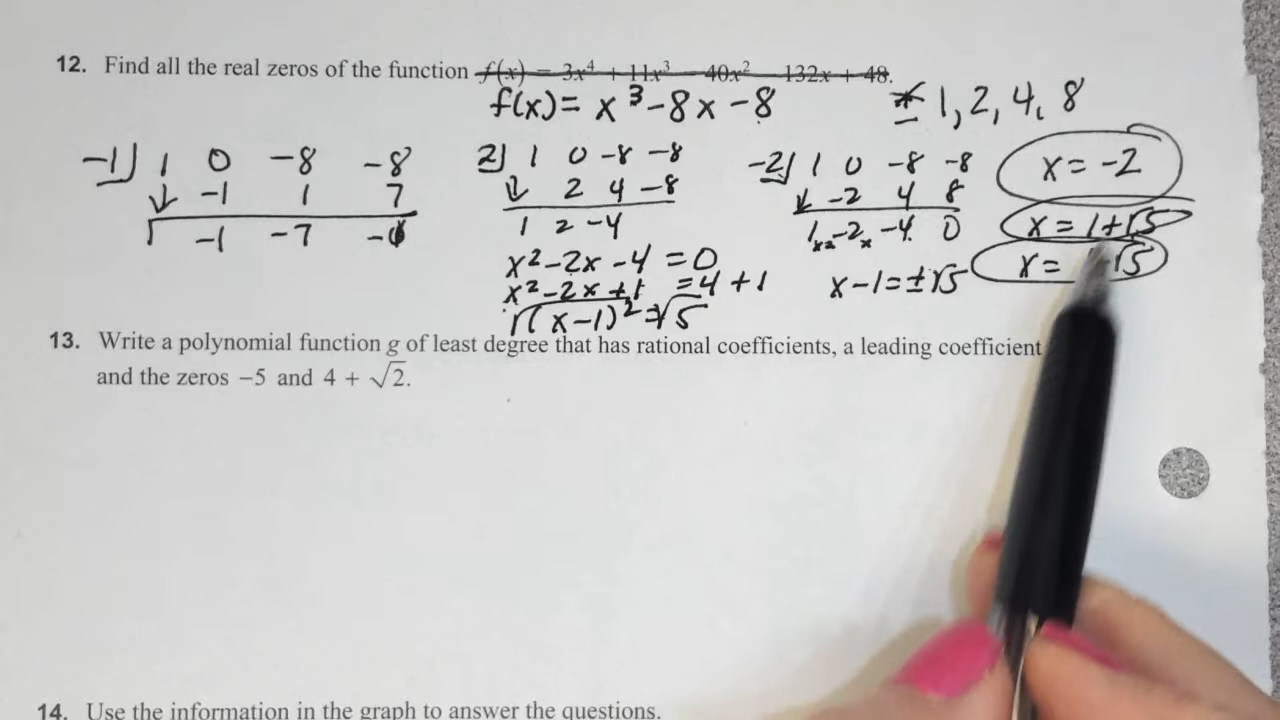 12. Find all the real zeros of the function f(x) = 3x⁴ + 11x³ − 40x² − 132x + 48.
f(x) = x³ − 8x − 8
± 1, 2, 4, 8
-1⌋ 1 0 -8 -8
-1 1 7
1 -1 -7 -1
2⌋ 1 0 -8 -8
2 4 -8
1 2 -4
x² − 2x − 4 = 0
x² − 2x + 1 = 4 + 1
√(x−1)² = √5
-2⌋ 1 0 -8 -8
-2 4 8
1x² -2x -4 0
x − 1 = ±√5
x = -2
x = 1+√5
x = √5
13. Write a polynomial function g of least degree that has rational coefficients, a leading coefficient
and the zeros −5 and 4 + √2.
14. Use the information in the graph to answer the questions.